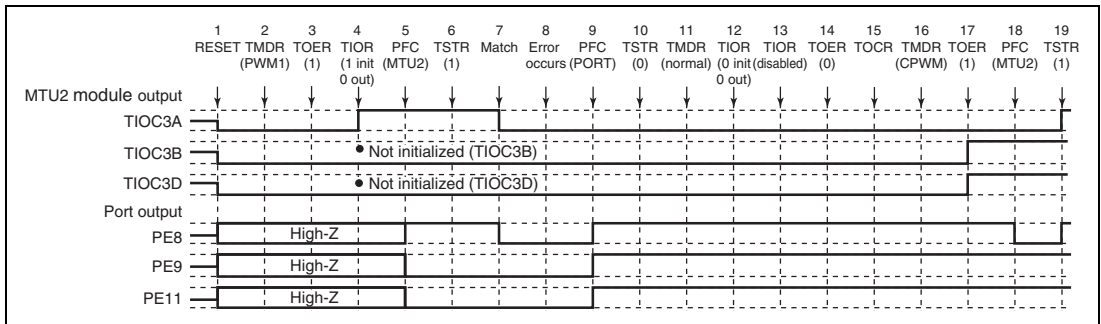 1 2 3 4 5 6 7 8 9 10 11 12 13 14 15 16 17 18 19
RESET TMDR TOER TIOR PFC TSTR Match Error PFC TSTR TMDR TIOR TIOR TOER TOCR TMDR TOER PFC TSTR
(PWM1) (1) (1 init (MTU2) (1) occurs (PORT) (0) (normal) (0 init (disabled) (0) (CPWM) (1) (MTU2) (1)
0 out) 0 out)
MTU2 module output
TIOC3A
TIOC3B • Not initialized (TIOC3B)
TIOC3D • Not initialized (TIOC3D)
Port output
PE8 High-Z
PE9 High-Z
PE11 High-Z